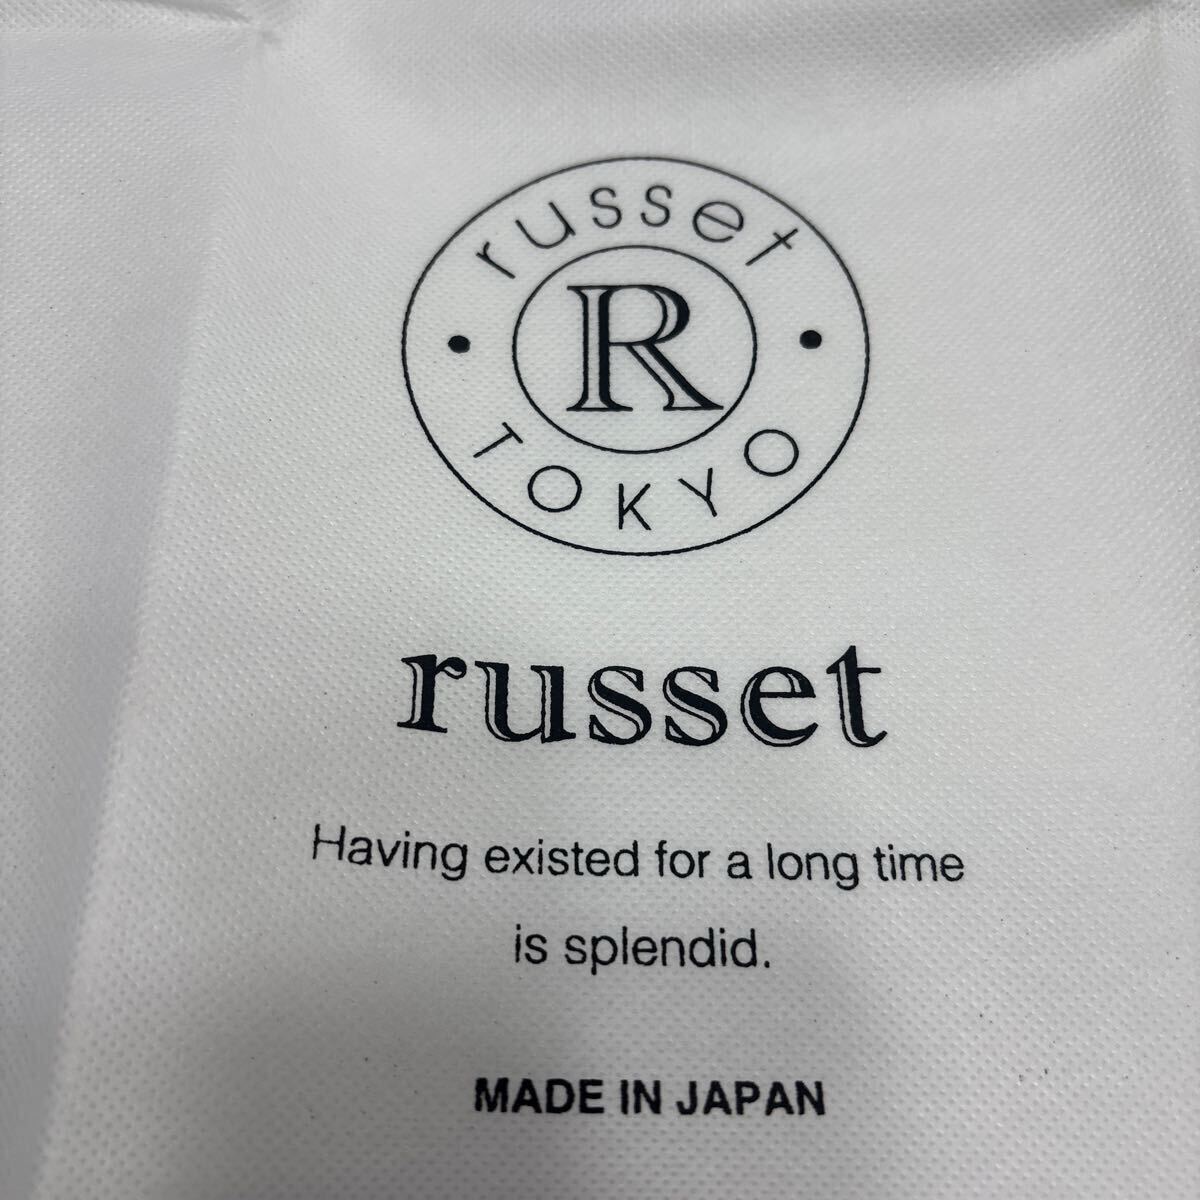 russet
R
TOKYO
russet
Having existed for a long time
is splendid.
MADE IN JAPAN